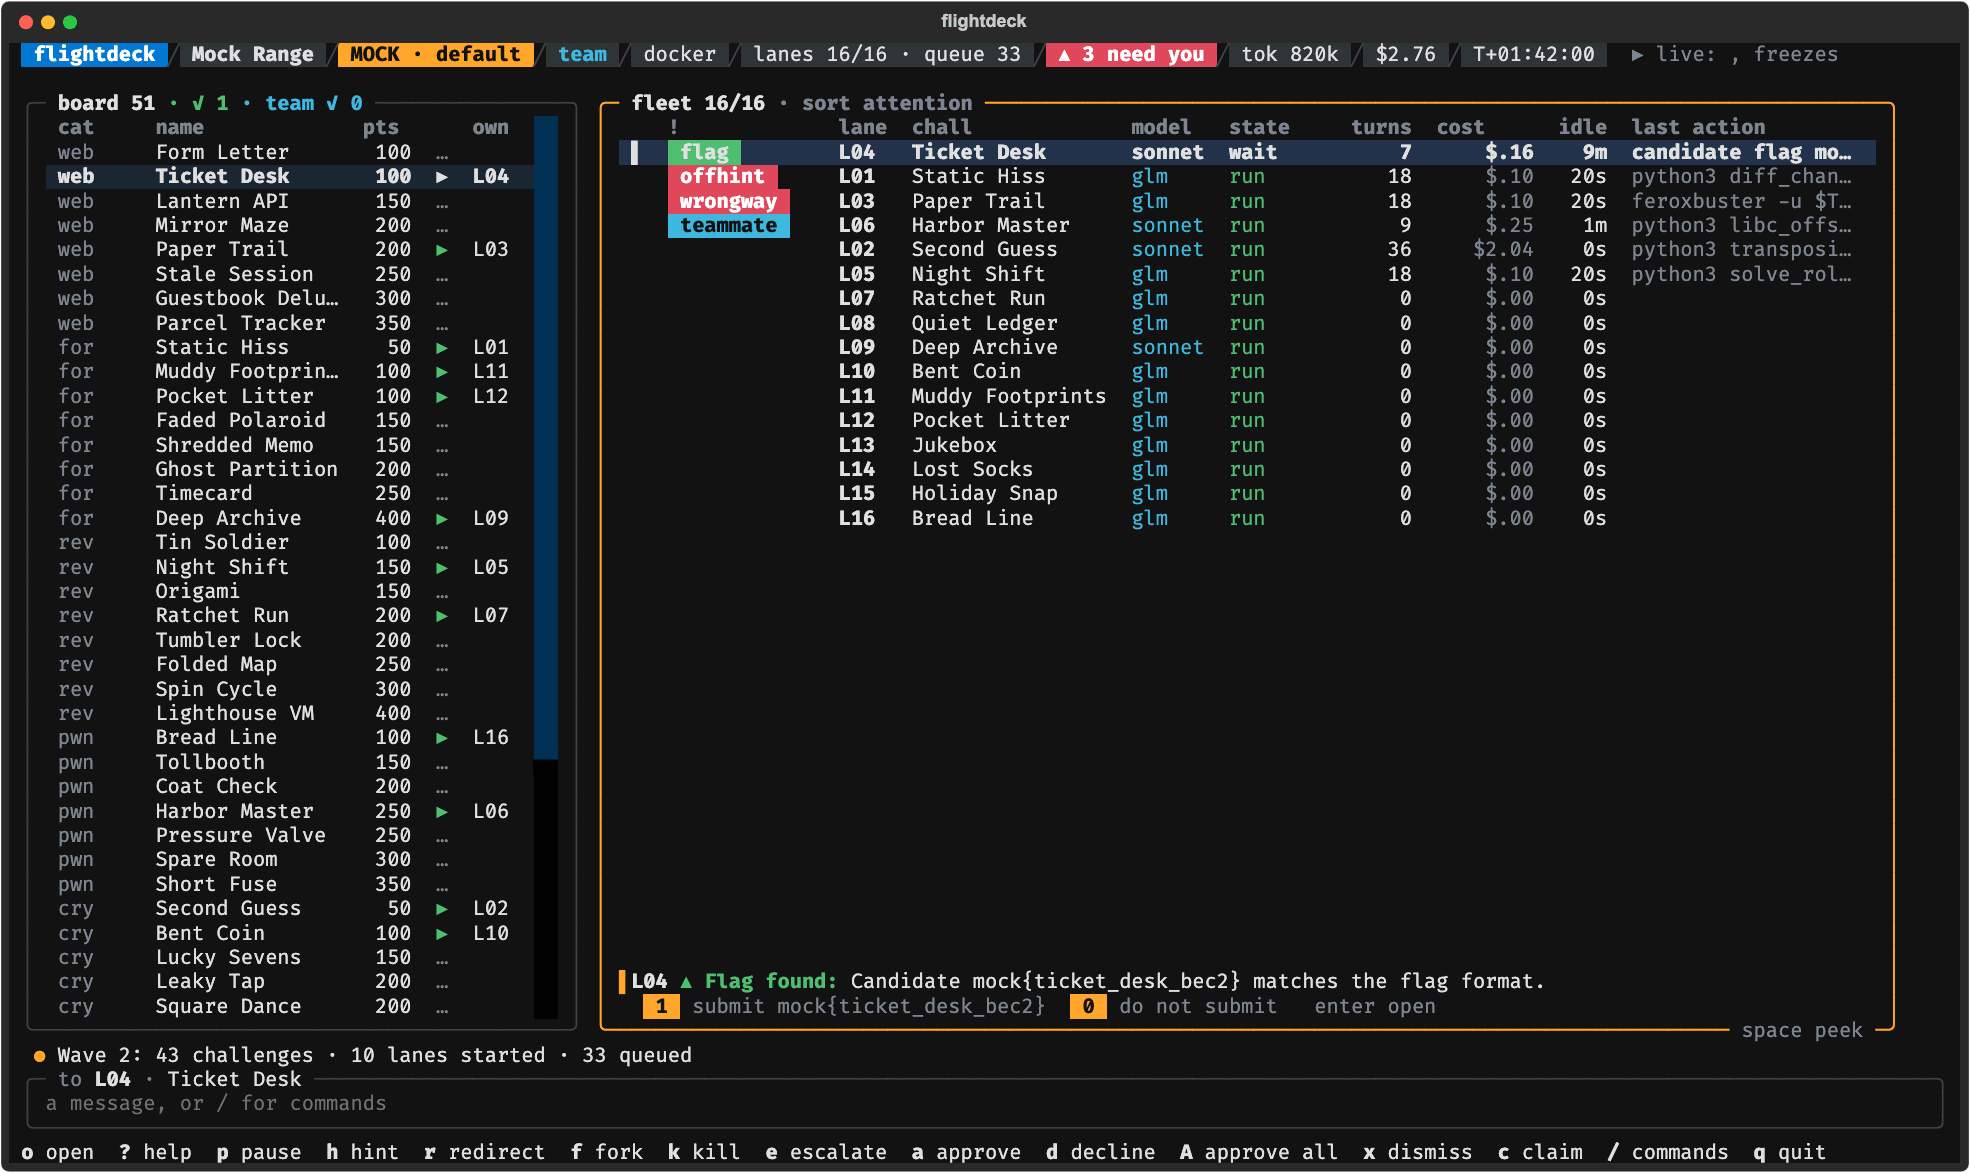 flightdeck
flightdeck / Mock Range / MOCK · default / team / docker / lanes 16/16 · queue 33 / ▲ 3 need you / tok 820k / $2.76 / T+01:42:00 ▶ live: , freezes
board 51 · √ 1 · team √ 0
cat name pts own
web Form Letter 100 …
web Ticket Desk 100 ▶ L04
web Lantern API 150 …
web Mirror Maze 200 …
web Paper Trail 200 ▶ L03
web Stale Session 250 …
web Guestbook Delu… 300 …
web Parcel Tracker 350 …
for Static Hiss 50 ▶ L01
for Muddy Footprin… 100 ▶ L11
for Pocket Litter 100 ▶ L12
for Faded Polaroid 150 …
for Shredded Memo 150 …
for Ghost Partition 200 …
for Timecard 250 …
for Deep Archive 400 ▶ L09
rev Tin Soldier 100 …
rev Night Shift 150 ▶ L05
rev Origami 150 …
rev Ratchet Run 200 ▶ L07
rev Tumbler Lock 200 …
rev Folded Map 250 …
rev Spin Cycle 300 …
rev Lighthouse VM 400 …
pwn Bread Line 100 ▶ L16
pwn Tollbooth 150 …
pwn Coat Check 200 …
pwn Harbor Master 250 ▶ L06
pwn Pressure Valve 250 …
pwn Spare Room 300 …
pwn Short Fuse 350 …
cry Second Guess 50 ▶ L02
cry Bent Coin 100 ▶ L10
cry Lucky Sevens 150 …
cry Leaky Tap 200 …
cry Square Dance 200 …
fleet 16/16 · sort attention
! lane chall model state turns cost idle last action
flag L04 Ticket Desk sonnet wait 7 $.16 9m candidate flag mo…
offhint L01 Static Hiss glm run 18 $.10 20s python3 diff_chan…
wrongway L03 Paper Trail glm run 18 $.10 20s feroxbuster -u $T…
teammate L06 Harbor Master sonnet run 9 $.25 1m python3 libc_offs…
L02 Second Guess sonnet run 36 $2.04 0s python3 transposi…
L05 Night Shift glm run 18 $.10 20s python3 solve_rol…
L07 Ratchet Run glm run 0 $.00 0s
L08 Quiet Ledger glm run 0 $.00 0s
L09 Deep Archive sonnet run 0 $.00 0s
L10 Bent Coin glm run 0 $.00 0s
L11 Muddy Footprints glm run 0 $.00 0s
L12 Pocket Litter glm run 0 $.00 0s
L13 Jukebox glm run 0 $.00 0s
L14 Lost Socks glm run 0 $.00 0s
L15 Holiday Snap glm run 0 $.00 0s
L16 Bread Line glm run 0 $.00 0s
L04 ▲ Flag found: Candidate mock{ticket_desk_bec2} matches the flag format.
1 submit mock{ticket_desk_bec2} 0 do not submit enter open
space peek
● Wave 2: 43 challenges · 10 lanes started · 33 queued
to L04 · Ticket Desk
a message, or / for commands
o open ? help p pause h hint r redirect f fork k kill e escalate a approve d decline A approve all x dismiss c claim / commands q quit